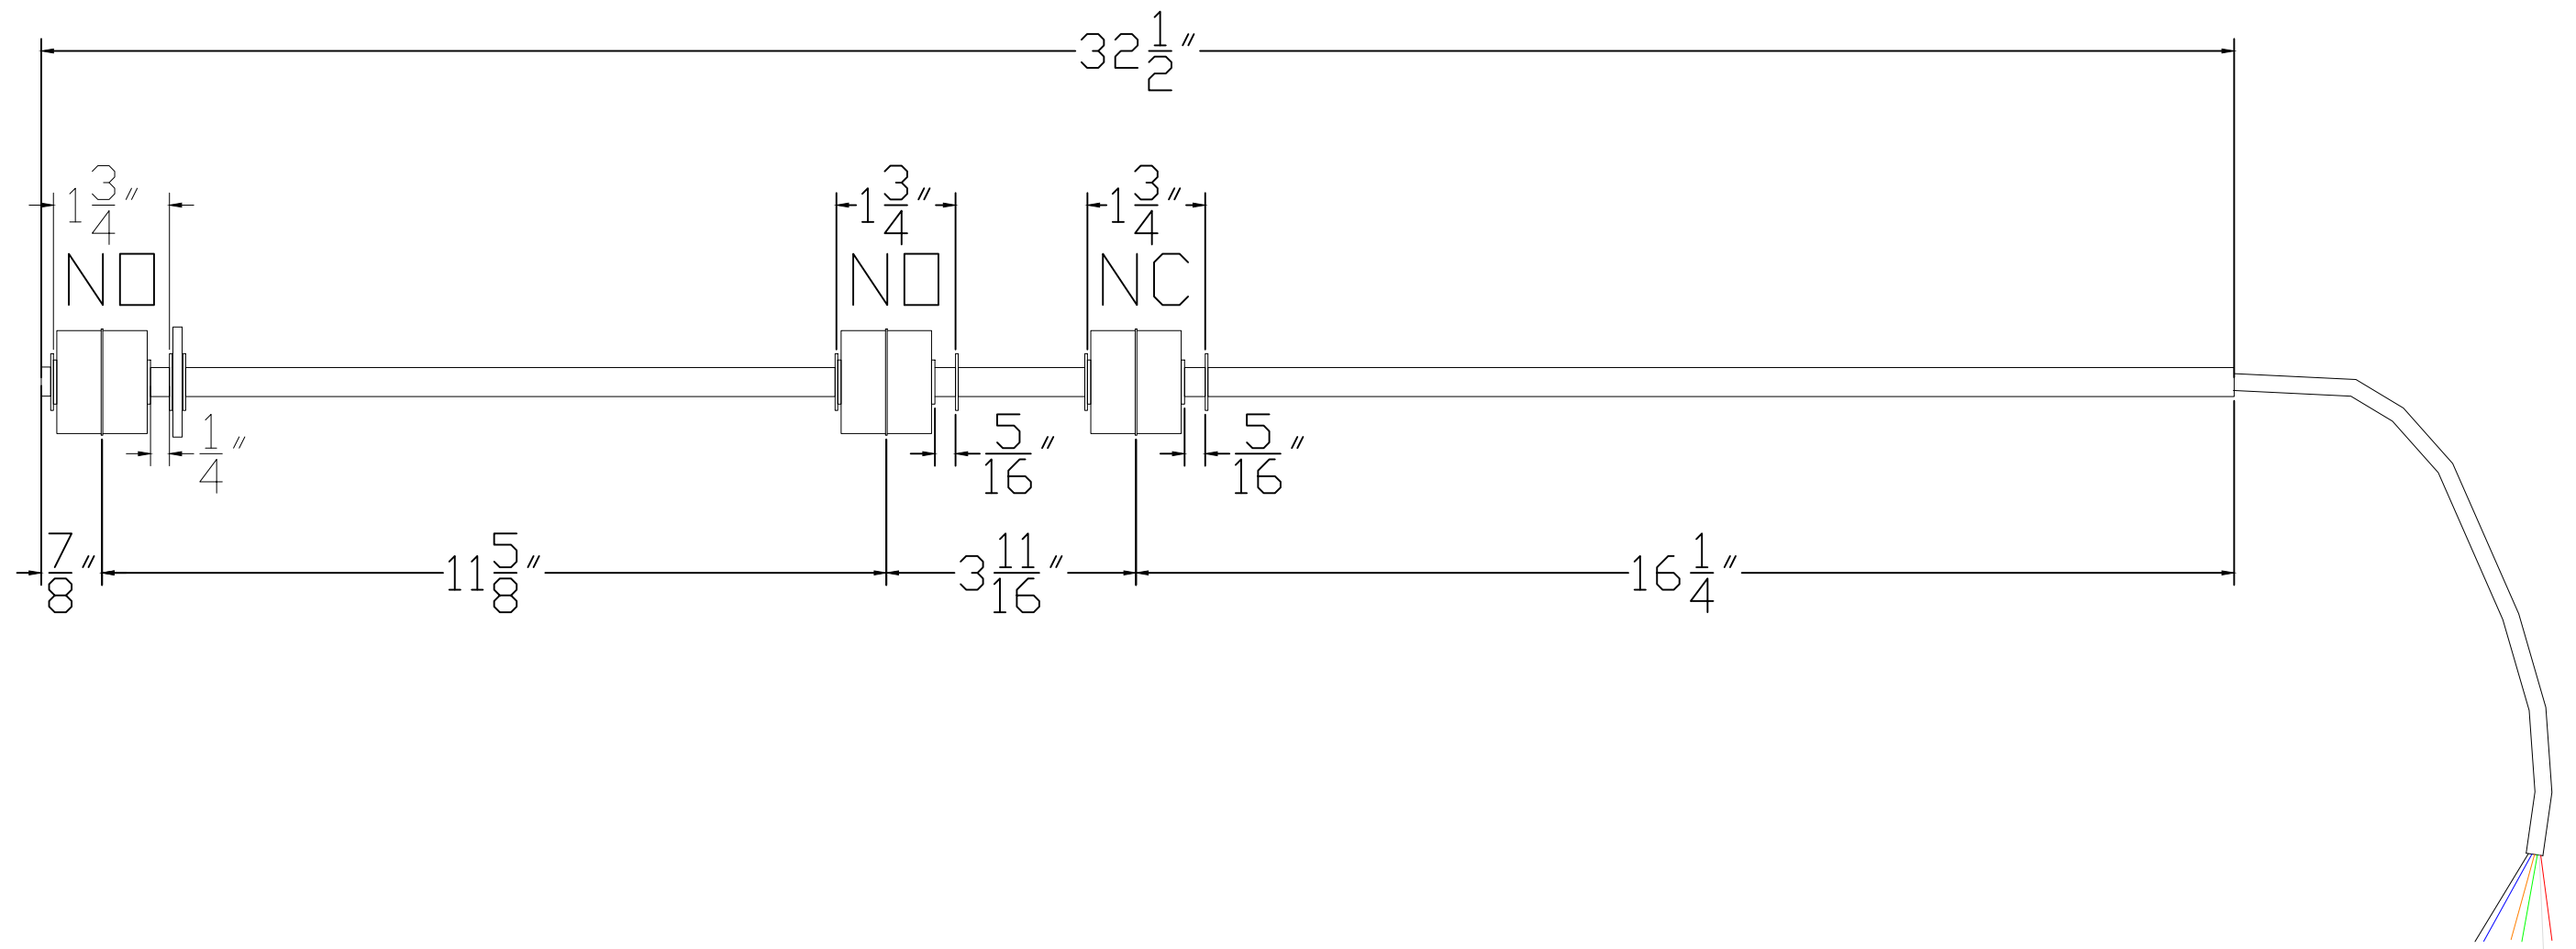 32 1/2"
1 3/4" 1 3/4" 1 3/4"
NO NO NC
1/4" 5/16" 5/16"
7/8" 11 5/8" 3 11/16" 16 1/4"